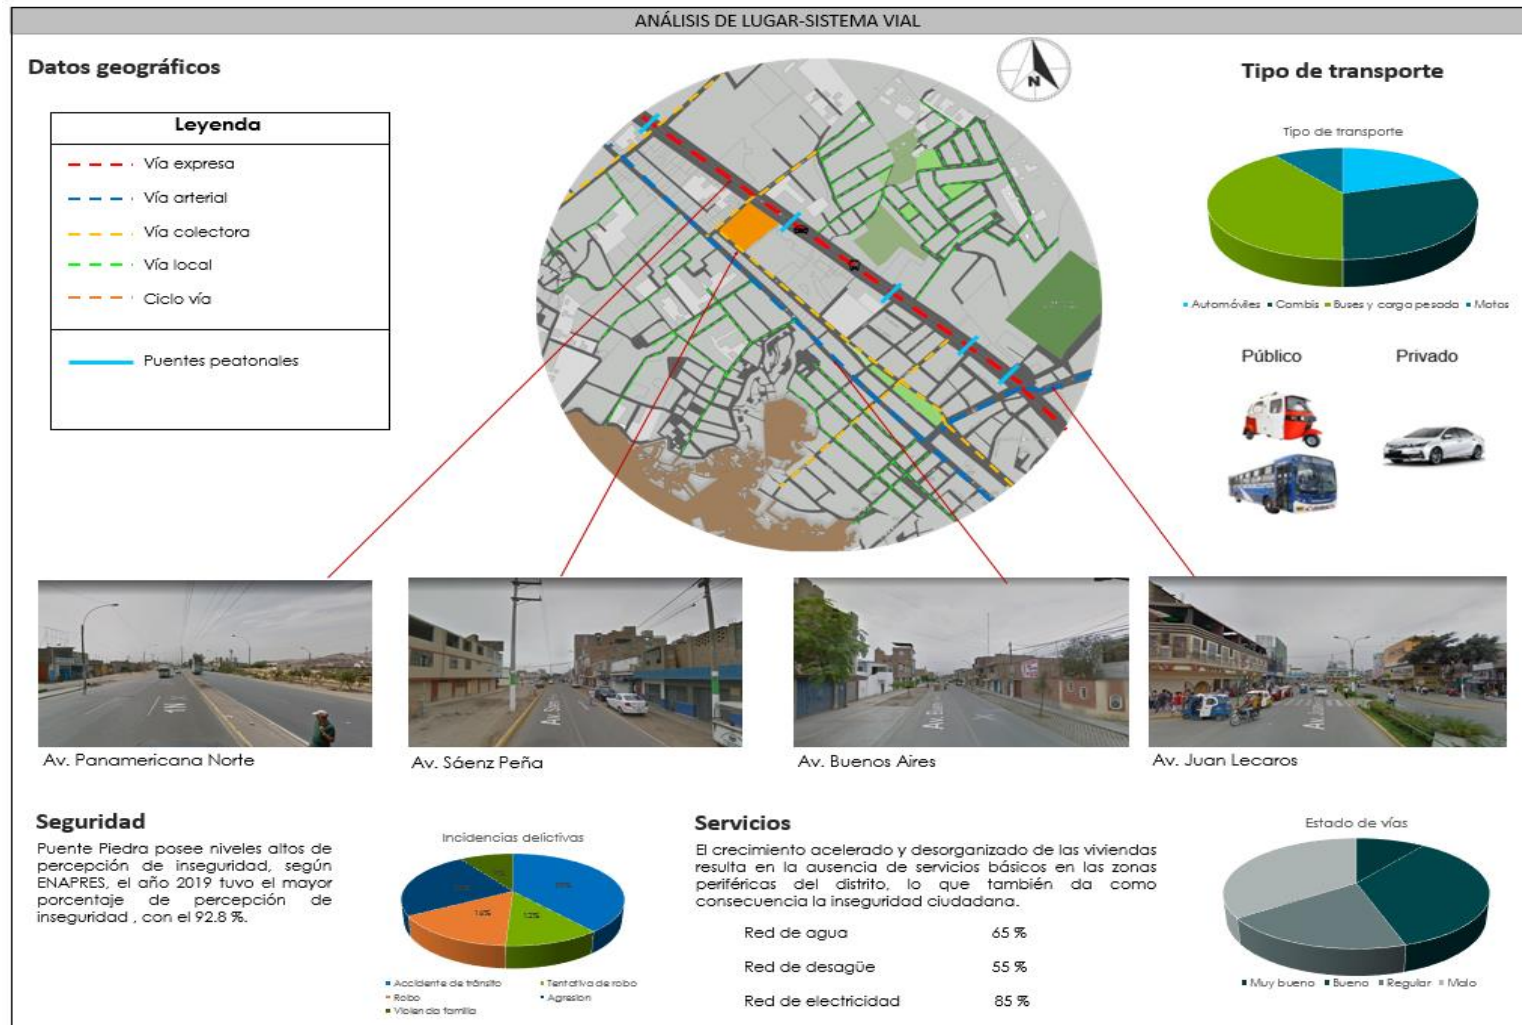 ANÁLISIS DE LUGAR-SISTEMA VIAL
Datos geográficos
Leyenda
Vía expresa
Vía arterial
Vía colectora
Vía local
Ciclo vía
Puentes peatonales
N
Tipo de transporte
Tipo de transporte
Automóviles Combis Buses y carga pesada Motos
Público Privado
1N
Av. Panamericana Norte
Av. Sáenz Peña
Av. Buenos Aires
Av. Juan Lecaros
Seguridad
Puente Piedra posee niveles altos de
percepción de inseguridad, según
ENAPRES, el año 2019 tuvo el mayor
porcentaje de percepción de
inseguridad , con el 92.8 %.
Incidencias delictivas
16%
12%
Accidente de tránsito Tentativa de robo
Robo Agresion
Violencia familia
Servicios
El crecimiento acelerado y desorganizado de las viviendas
resulta en la ausencia de servicios básicos en las zonas
periféricas del distrito, lo que también da como
consecuencia la inseguridad ciudadana.
Red de agua 65 %
Red de desagüe 55 %
Red de electricidad 85 %
Estado de vías
Muy bueno Bueno Regular Malo